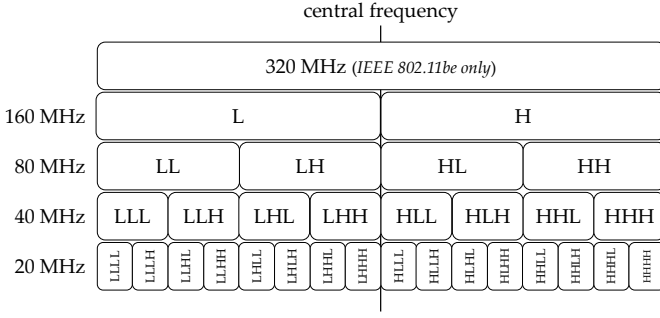 central frequency
320 MHz (IEEE 802.11be only)
160 MHz L H
80 MHz LL LH HL HH
40 MHz LLL LLH LHL LHH HLL HLH HHL HHH
20 MHz LLLL LLLH LLHL LLHH LHLL LHLH LHHL LHHH HLLL HLLH HLHL HLHH HHLL HHLH HHHL HHHH